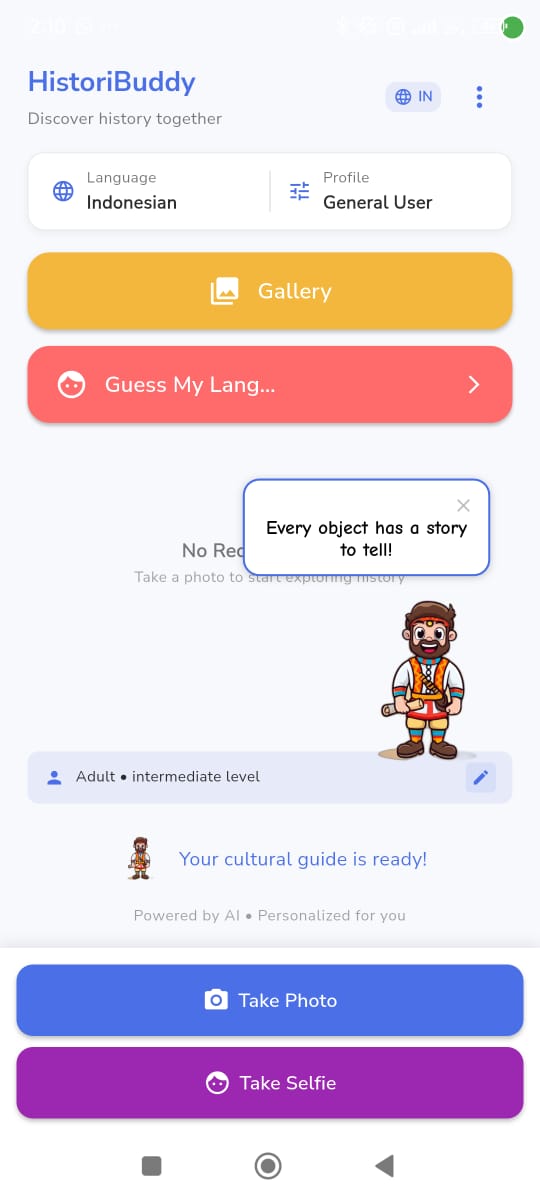 HistoriBuddy
Discover history together
IN
Language
Indonesian
Profile
General User
Gallery
Guess My Lang...
Every object has a story
to tell!
No Rec
Take a photo to start exploring history
Adult • intermediate level
Your cultural guide is ready!
Powered by AI • Personalized for you
Take Photo
Take Selfie